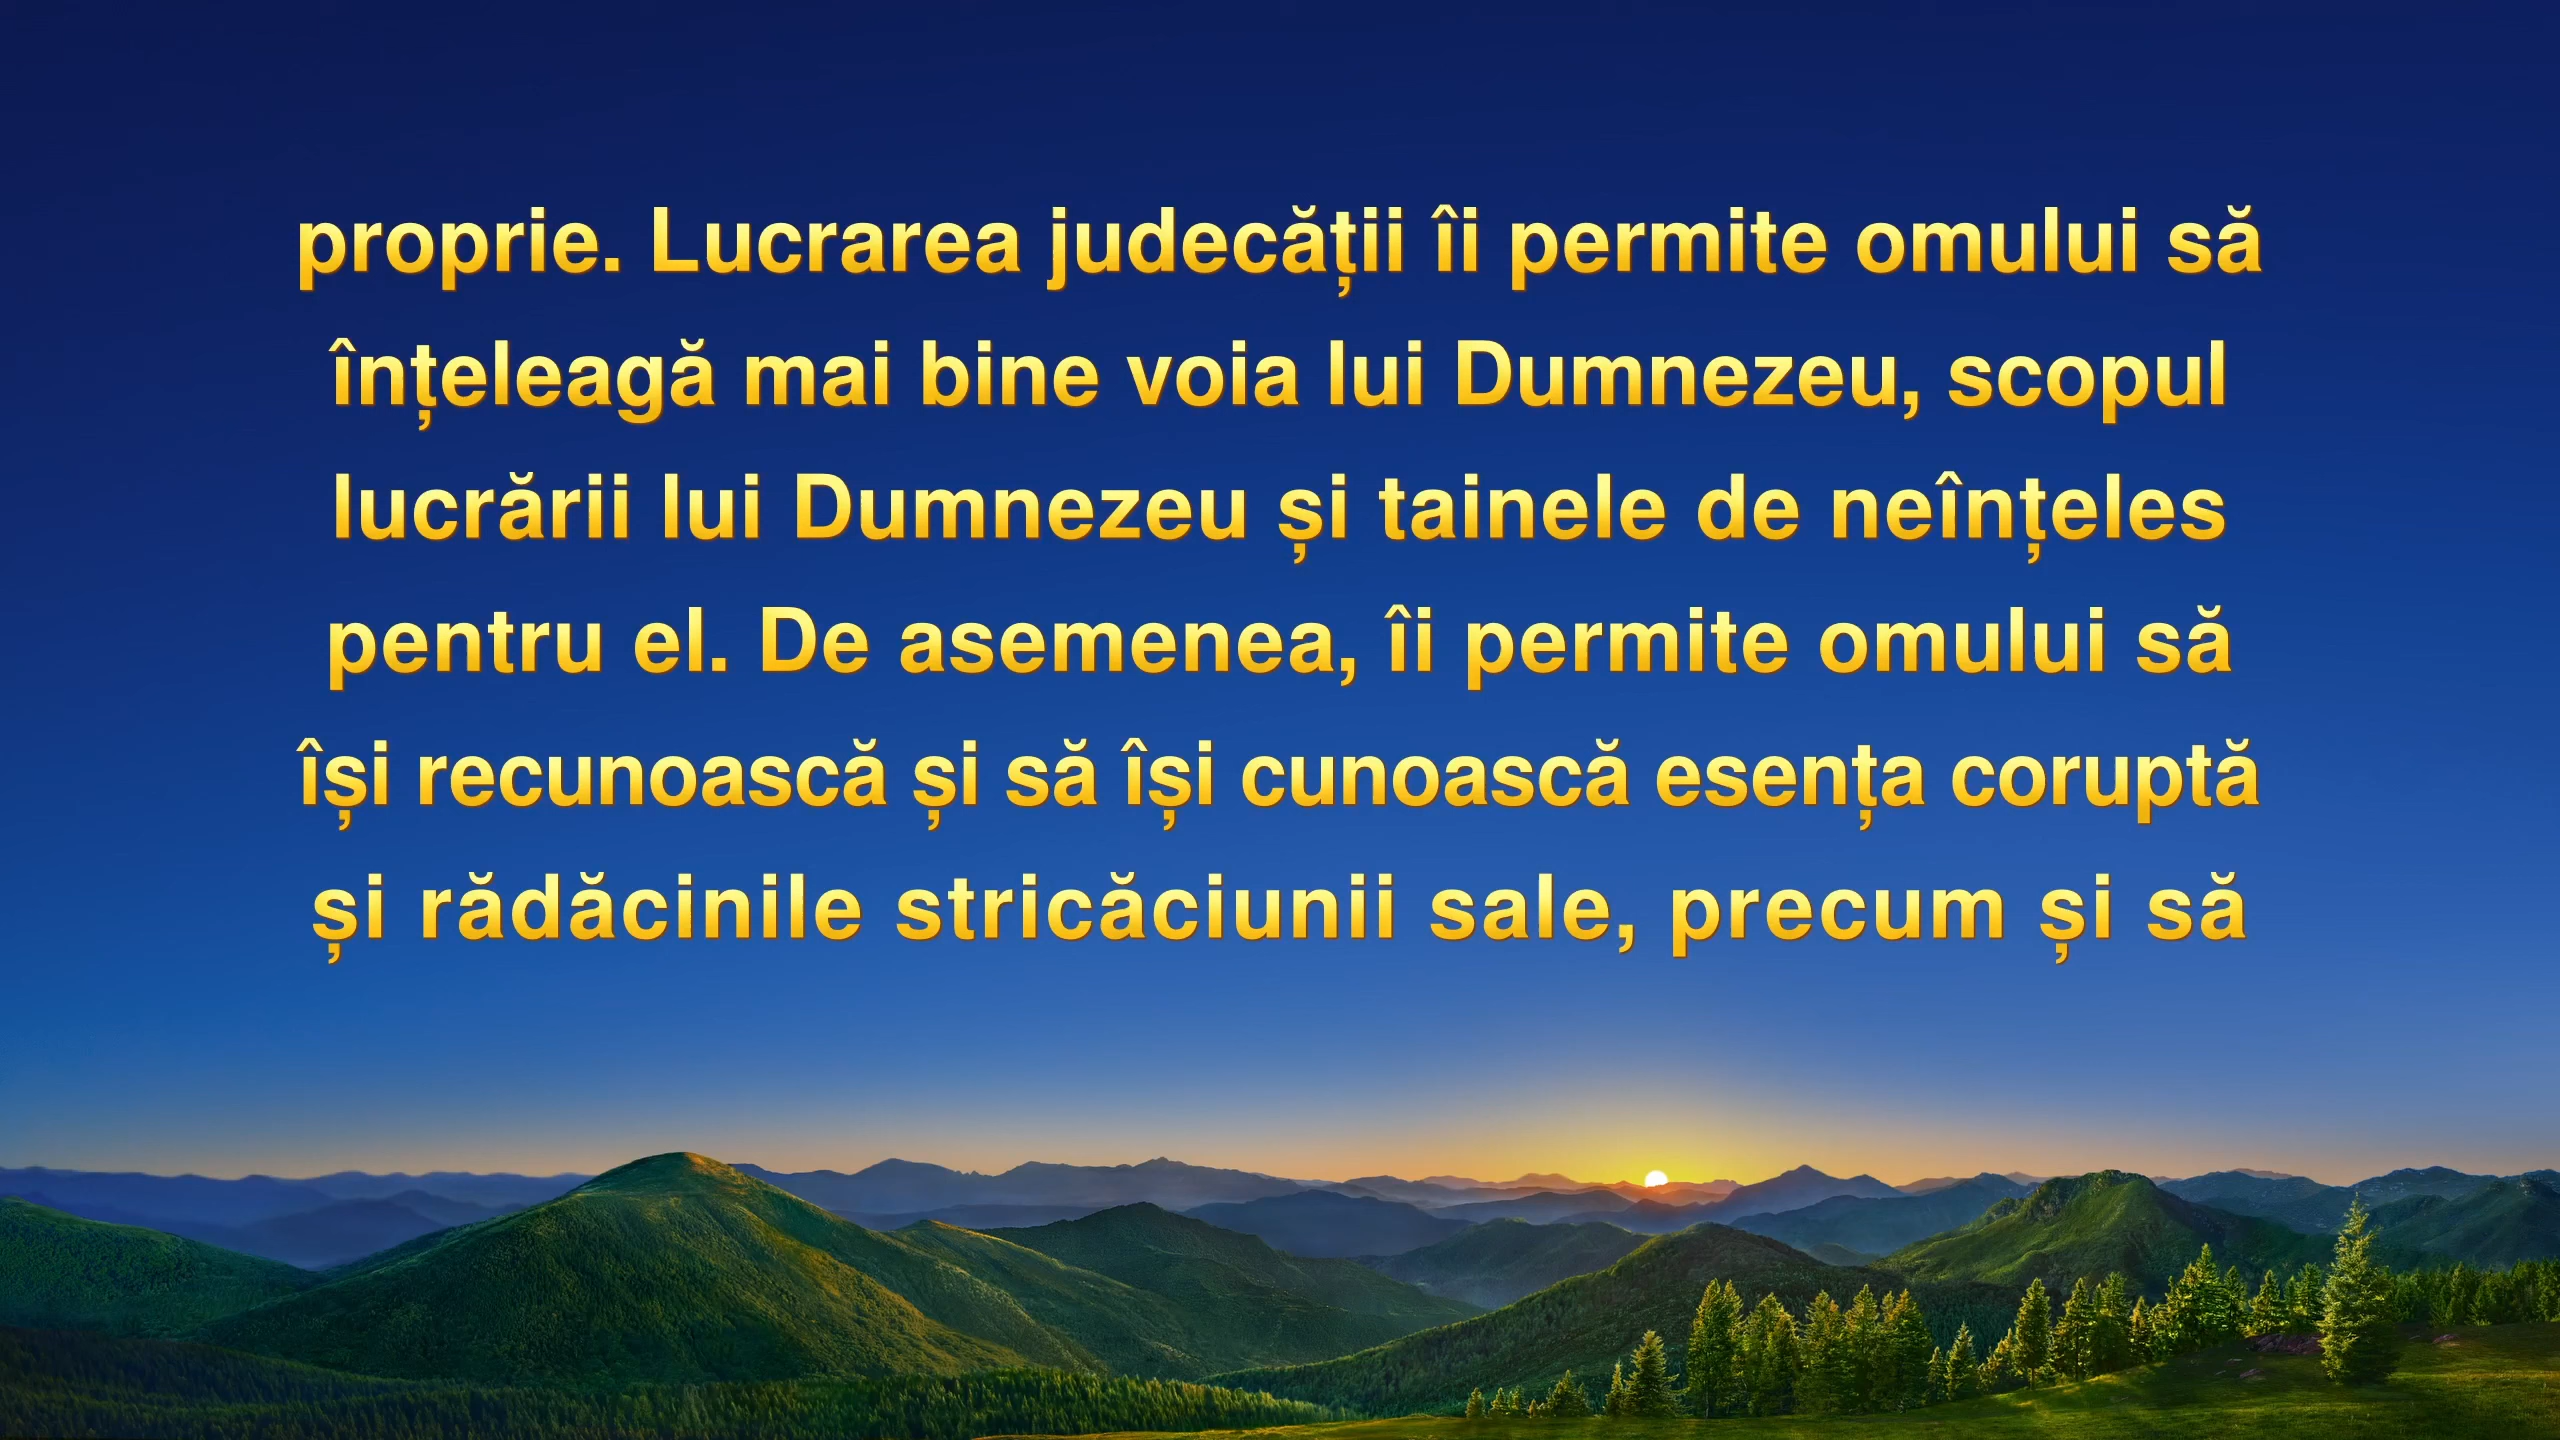 proprie. Lucrarea judecății îi permite omului să
înțeleagă mai bine voia lui Dumnezeu, scopul
lucrării lui Dumnezeu și tainele de neînțeles
pentru el. De asemenea, îi permite omului să
își recunoască și să își cunoască esența coruptă
și rădăcinile stricăciunii sale, precum și să